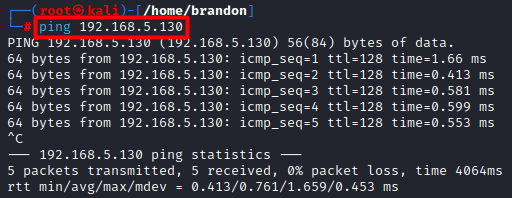 ┌──(root㉿kali)-[/home/brandon]
└─# ping 192.168.5.130
PING 192.168.5.130 (192.168.5.130) 56(84) bytes of data.
64 bytes from 192.168.5.130: icmp_seq=1 ttl=128 time=1.66 ms
64 bytes from 192.168.5.130: icmp_seq=2 ttl=128 time=0.413 ms
64 bytes from 192.168.5.130: icmp_seq=3 ttl=128 time=0.581 ms
64 bytes from 192.168.5.130: icmp_seq=4 ttl=128 time=0.599 ms
64 bytes from 192.168.5.130: icmp_seq=5 ttl=128 time=0.553 ms
^C
--- 192.168.5.130 ping statistics ---
5 packets transmitted, 5 received, 0% packet loss, time 4064ms
rtt min/avg/max/mdev = 0.413/0.761/1.659/0.453 ms